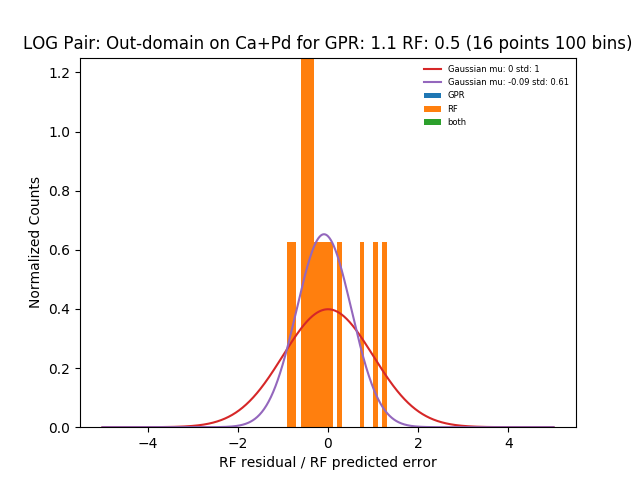 LOG Pair: Out-domain on Ca+Pd for GPR: 1.1 RF: 0.5 (16 points 100 bins)
Gaussian mu: 0 std: 1
Gaussian mu: -0.09 std: 0.61
GPR
RF
both
Normalized Counts
1.2
1.0
0.8
0.6
0.4
0.2
0.0
−4 −2 0 2 4
RF residual / RF predicted error